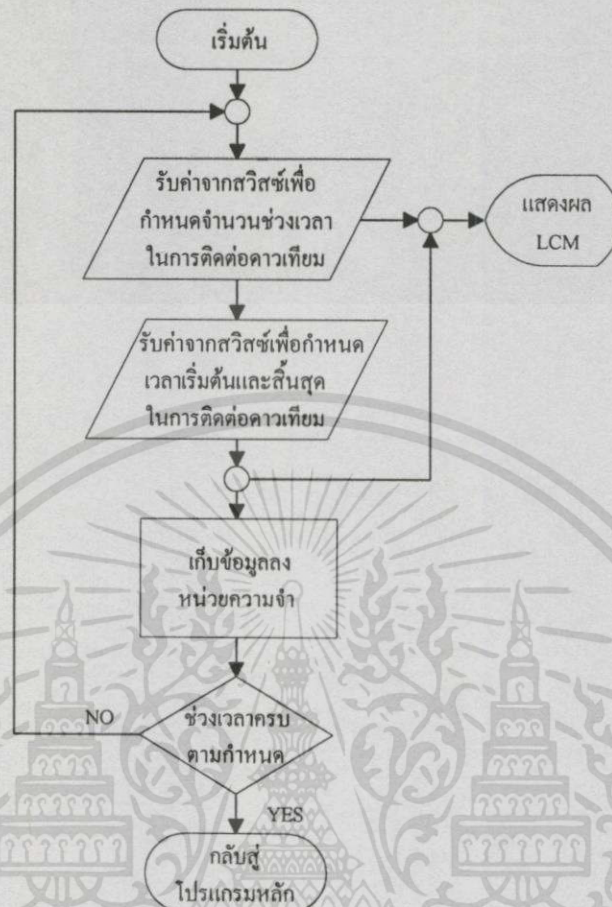 เริ่มต้น
รับค่าจากสวิสซ์เพื่อ
กำหนดจำนวนช่วงเวลา
ในการติดต่อดาวเทียม
แสดงผล
LCM
รับค่าจากสวิสซ์เพื่อกำหนด
เวลาเริ่มต้นและสิ้นสุด
ในการติดต่อดาวเทียม
เก็บข้อมูลลง
หน่วยความจำ
NO
ช่วงเวลาครบ
ตามกำหนด
YES
กลับสู่
โปรแกรมหลัก